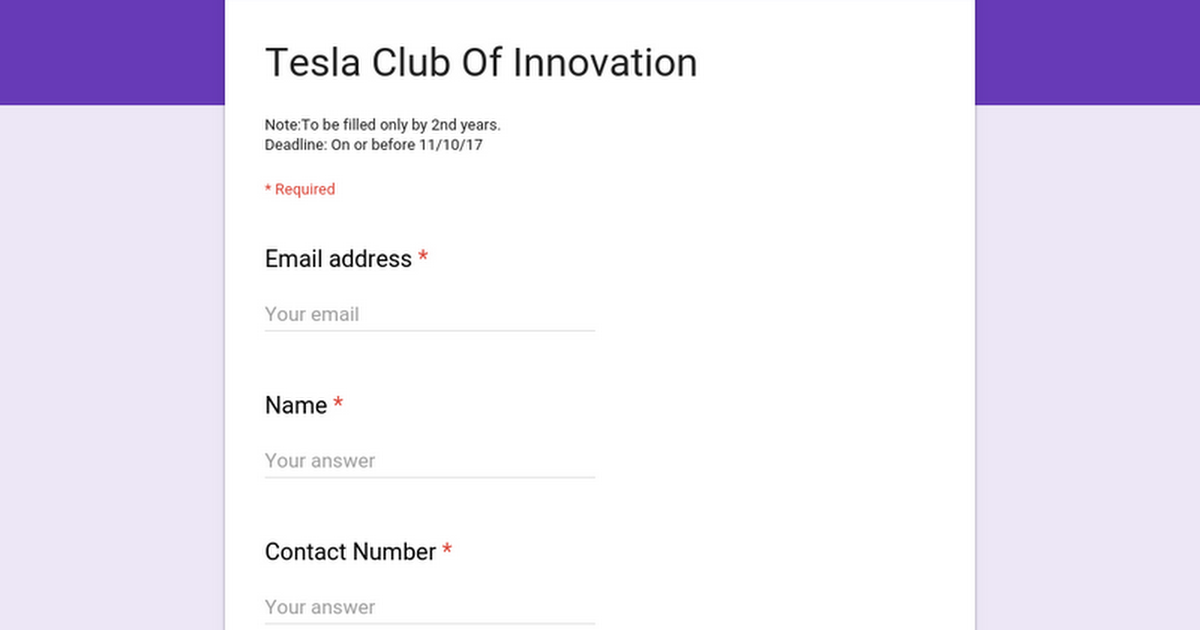 Tesla Club Of Innovation
Note:To be filled only by 2nd years.
Deadline: On or before 11/10/17
* Required
Email address *
Your email
Name *
Your answer
Contact Number *
Your answer